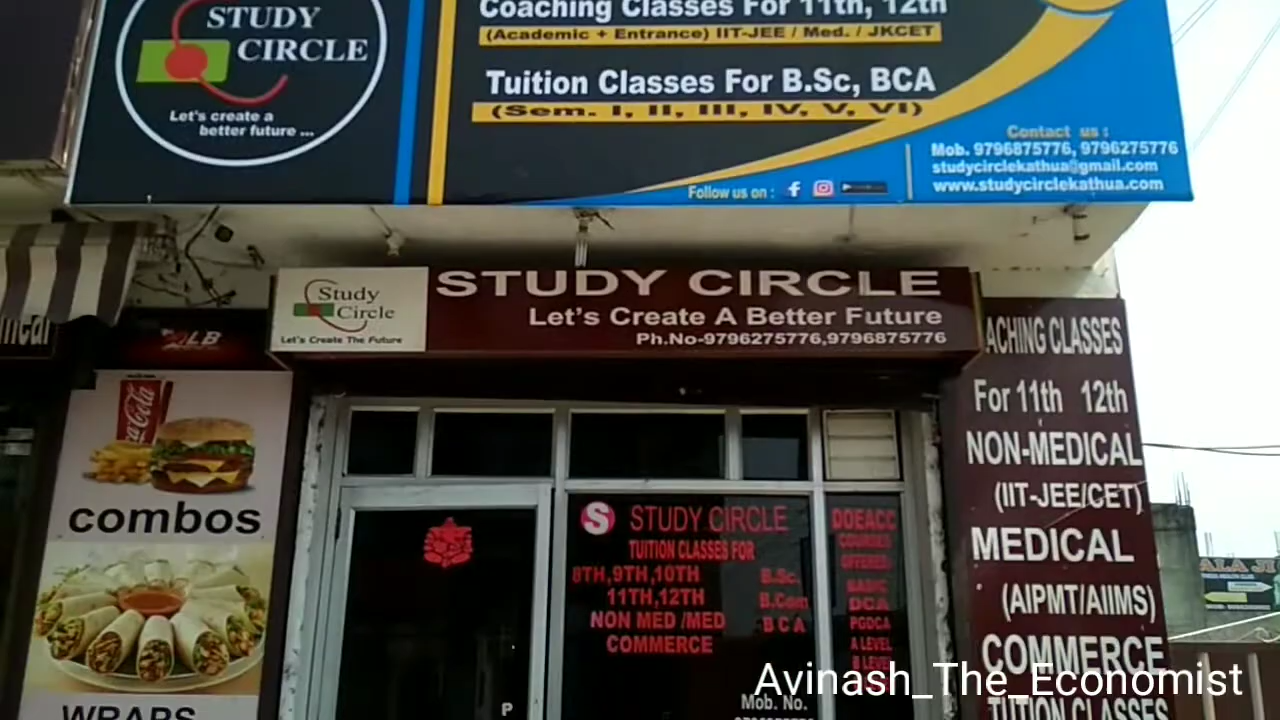 STUDY
CIRCLE
Let's create a
better future ...
Coaching Classes For 11th, 12th
(Academic + Entrance) IIT-JEE / Med. / JKCET
Tuition Classes For B.Sc, BCA
(Sem. I, II, III, IV, V, VI)
Contact us :
Mob. 9796875776, 9796275776
studycirclekathua@gmail.com
www.studycirclekathua.com
Follow us on :
Study
Circle
Let's Create The Future
STUDY CIRCLE
Let's Create A Better Future
Ph.No-9796275776,9796875776
LB
Coca-Cola
combos
WRAPS
STUDY CIRCLE
TUITION CLASSES FOR
8TH,9TH,10TH B.Sc.
11TH,12TH B.Com
NON MED /MED B C A
COMMERCE
Mob. No.
P
DOEACC
COURSES
OFFERED:
BASIC
DCA
PGDCA
A LEVEL
B LEVEL
ACHING CLASSES
For 11th 12th
NON-MEDICAL
(IIT-JEE/CET)
MEDICAL
(AIPMT/AIIMS)
COMMERCE
TUTION CLASSES
ALA JI
Avinash_The_Economist